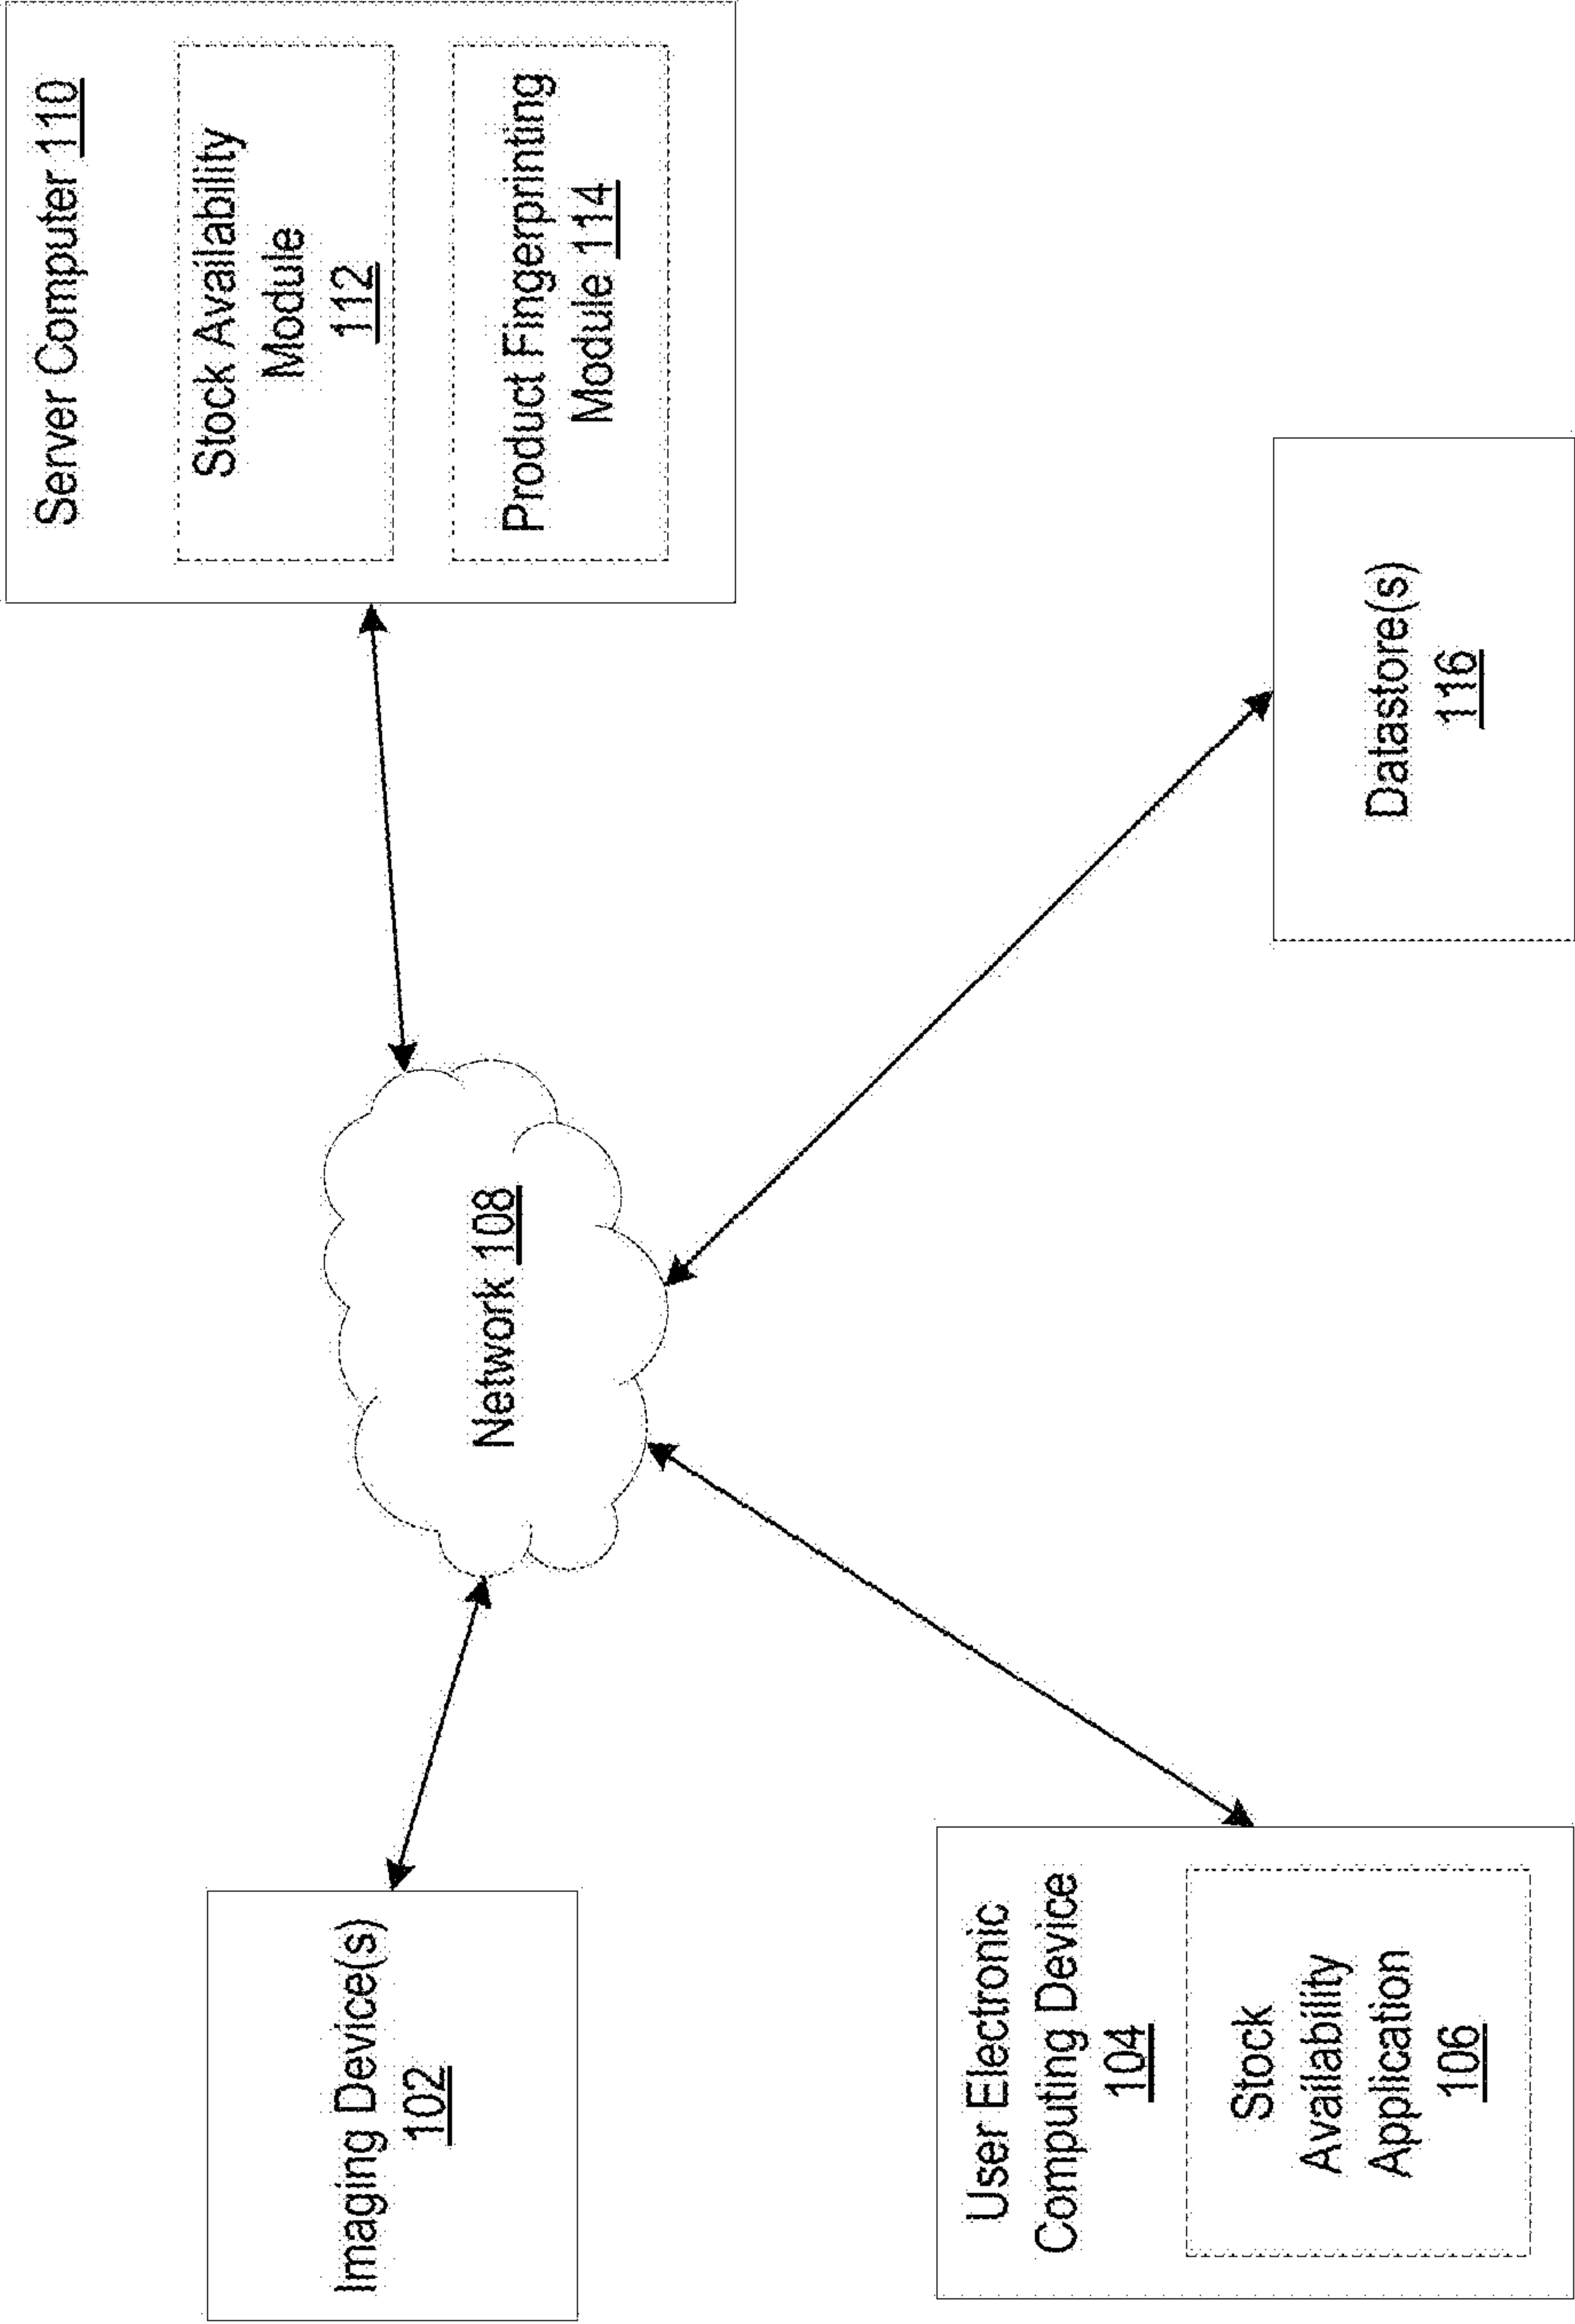 Imaging Device(s)
102
User Electronic
Computing Device
104
Stock
Availability
Application
106
Network 108
Server Computer 110
Stock Availability
Module
112
Product Fingerprinting
Module 114
Datastore(s)
116